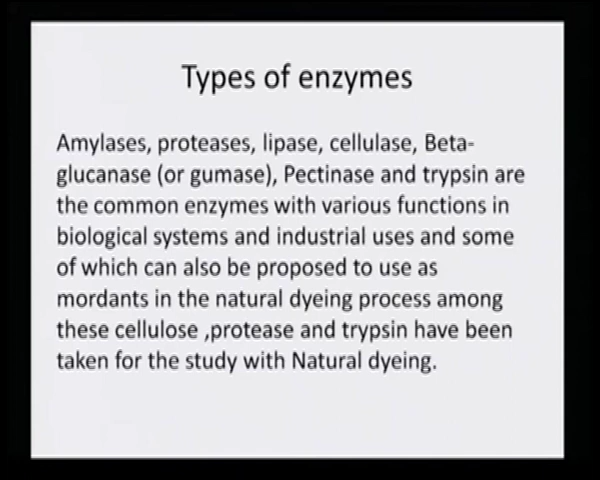 Types of enzymes
Amylases, proteases, lipase, cellulase, Beta-
glucanase (or gumase), Pectinase and trypsin are
the common enzymes with various functions in
biological systems and industrial uses and some
of which can also be proposed to use as
mordants in the natural dyeing process among
these cellulose ,protease and trypsin have been
taken for the study with Natural dyeing.